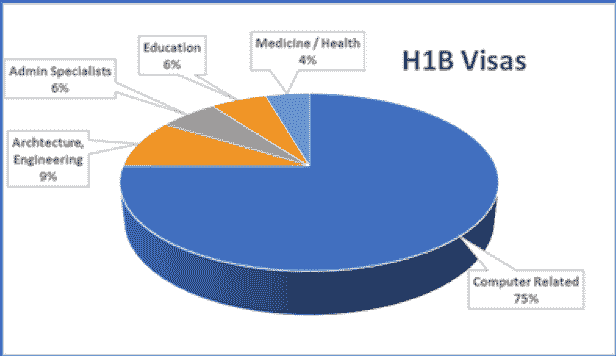 H1B Visas
Education
6%
Medicine / Health
4%
Admin Specialists
6%
Archtecture,
Engineering
9%
Computer Related
75%